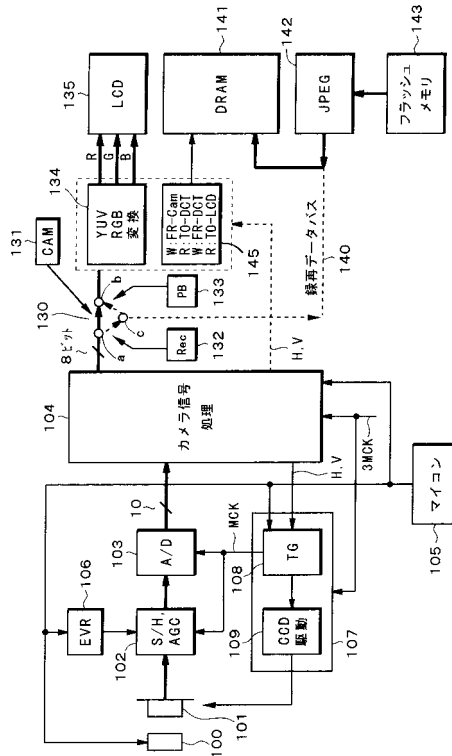 131
CAM
130
8ビット
a
b
c
Rec
132
PB
133
134
YUV
RGB
変換
R
G
B
135
LCD
W:FR-Cam
R:TO-DCT
W:FR-DCT
R:TO-LCD
145
DRAM
141
JPEG
142
フラッシュ
メモリ
143
録再データバス
140
H,V
104
カメラ信号
処理
10
103
A/D
106
EVR
S/H,
AGC
102
MCK
H,V
3MCK
TG
108
CCD
駆動
109
107
101
100
マイコン
105